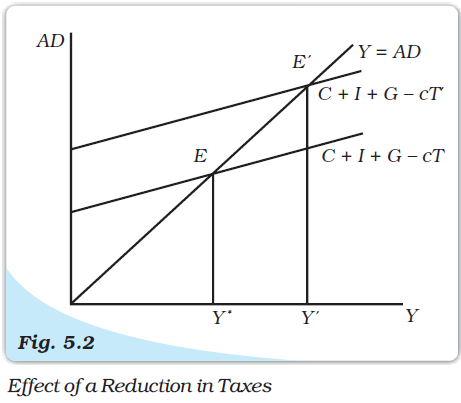 AD
E′
Y = AD
C + I + G – cT′
E
C + I + G – cT
Y*
Y′
Y
Fig. 5.2
Effect of a Reduction in Taxes